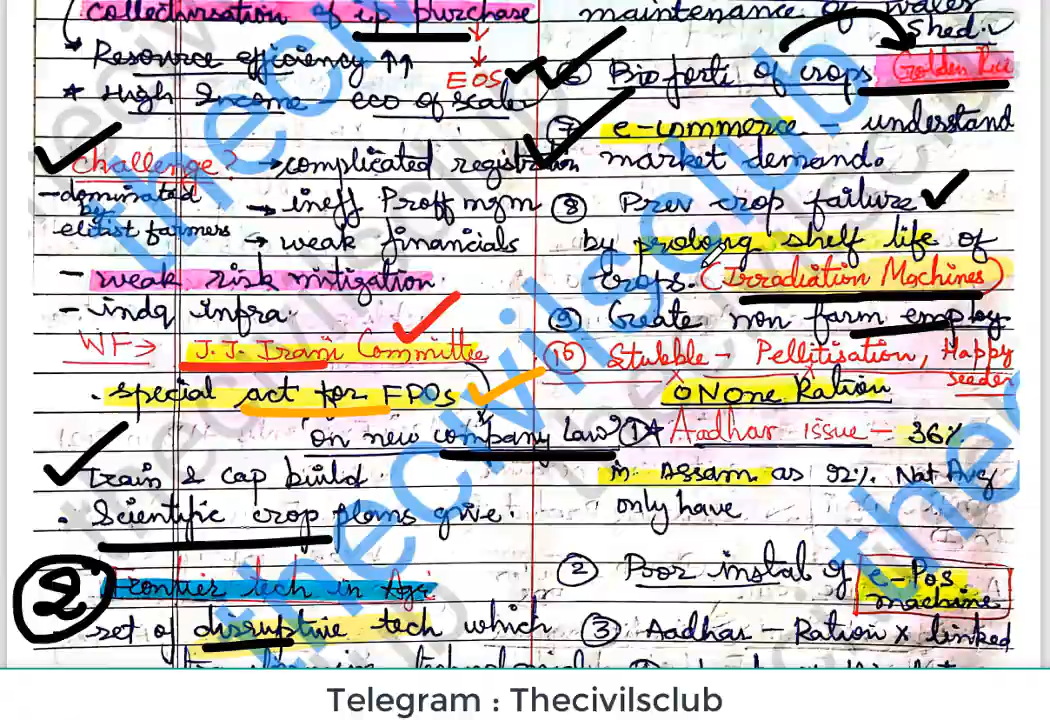 collectivisation of i.p purchase
* Resource efficiency ↑↑
EOS
* High Income - eco of scale
challenge? → complicated registration
- dominated by elitist farmers
→ ineff Proff mgm
→ weak financials
- weak risk mitigation.
- indq infra.
WF → J. J. Irani Committee
. special act for FPOs
on new company law
Train & cap build
. Scientific crop plans give.
2 Frontier tech in Agri
set of disruptive tech which
maintenance of water
shed.
6 Bio forti of crops Golden Rice
7 e-commerce - understand
market demand.
8 Prev crop failure
by prolong shelf life of
crops. (Irradiation Machines)
9 Create non farm employ
10 Stubble - Pelletisation, Happy
seeder
ONOne Ration
1 * Aadhar issue - 36%
in Assam as 92% Nat Avg
only have
2 Poor instal of e-Pos
machine
3 Aadhar - Ration x linked
thecivilsclub
Telegram : Thecivilsclub